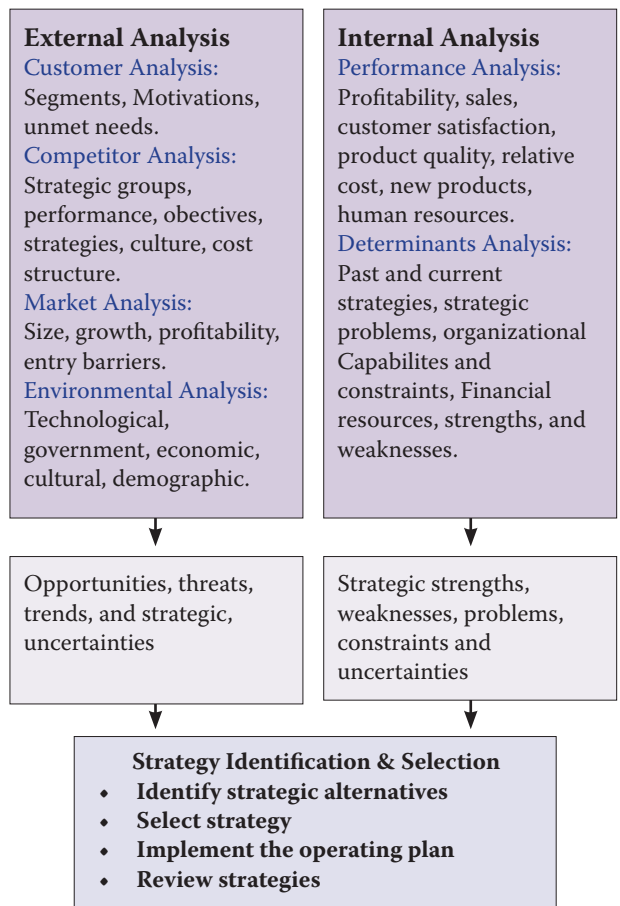 External Analysis
Customer Analysis:
Segments, Motivations,
unmet needs.
Competitor Analysis:
Strategic groups,
performance, obectives,
strategies, culture, cost
structure.
Market Analysis:
Size, growth, profitability,
entry barriers.
Environmental Analysis:
Technological,
government, economic,
cultural, demographic.
Internal Analysis
Performance Analysis:
Profitability, sales,
customer satisfaction,
product quality, relative
cost, new products,
human resources.
Determinants Analysis:
Past and current
strategies, strategic
problems, organizational
Capabilites and
constraints, Financial
resources, strengths, and
weaknesses.
Opportunities, threats,
trends, and strategic,
uncertainties
Strategic strengths,
weaknesses, problems,
constraints and
uncertainties
Strategy Identification & Selection
• Identify strategic alternatives
• Select strategy
• Implement the operating plan
• Review strategies